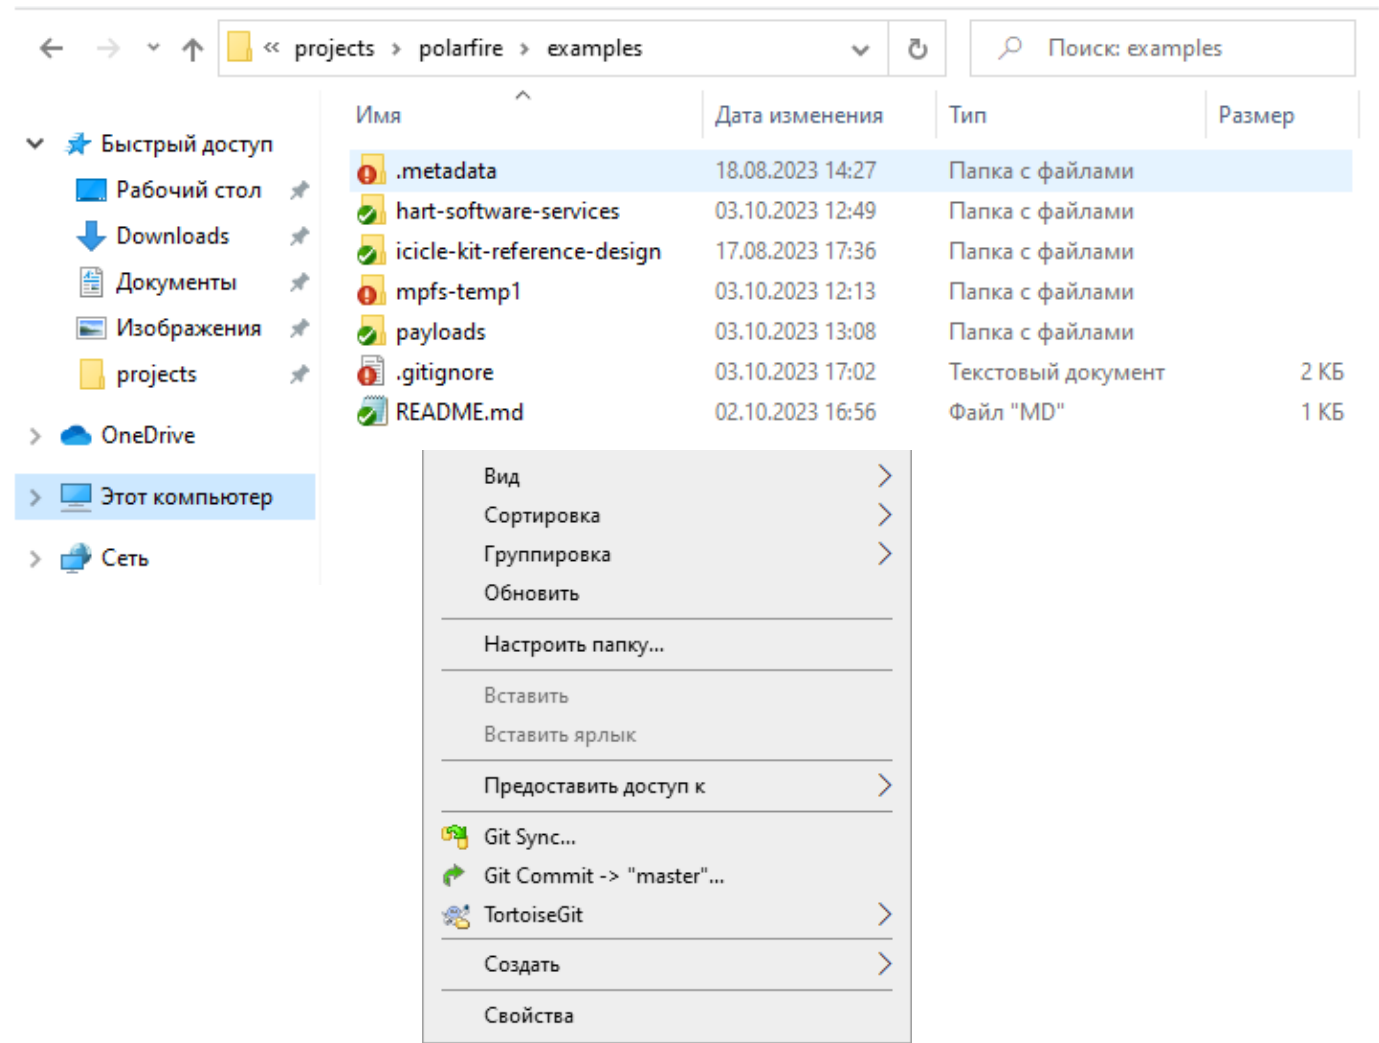 « projects › polarfire › examples Поиск: examples
Имя Дата изменения Тип Размер
Быстрый доступ
Рабочий стол
Downloads
Документы
Изображения
projects
OneDrive
Этот компьютер
Сеть
.metadata 18.08.2023 14:27 Папка с файлами
hart-software-services 03.10.2023 12:49 Папка с файлами
icicle-kit-reference-design 17.08.2023 17:36 Папка с файлами
mpfs-temp1 03.10.2023 12:13 Папка с файлами
payloads 03.10.2023 13:08 Папка с файлами
.gitignore 03.10.2023 17:02 Текстовый документ 2 КБ
README.md 02.10.2023 16:56 Файл "MD" 1 КБ
Вид
Сортировка
Группировка
Обновить
Настроить папку...
Вставить
Вставить ярлык
Предоставить доступ к
Git Sync...
Git Commit -> "master"...
TortoiseGit
Создать
Свойства